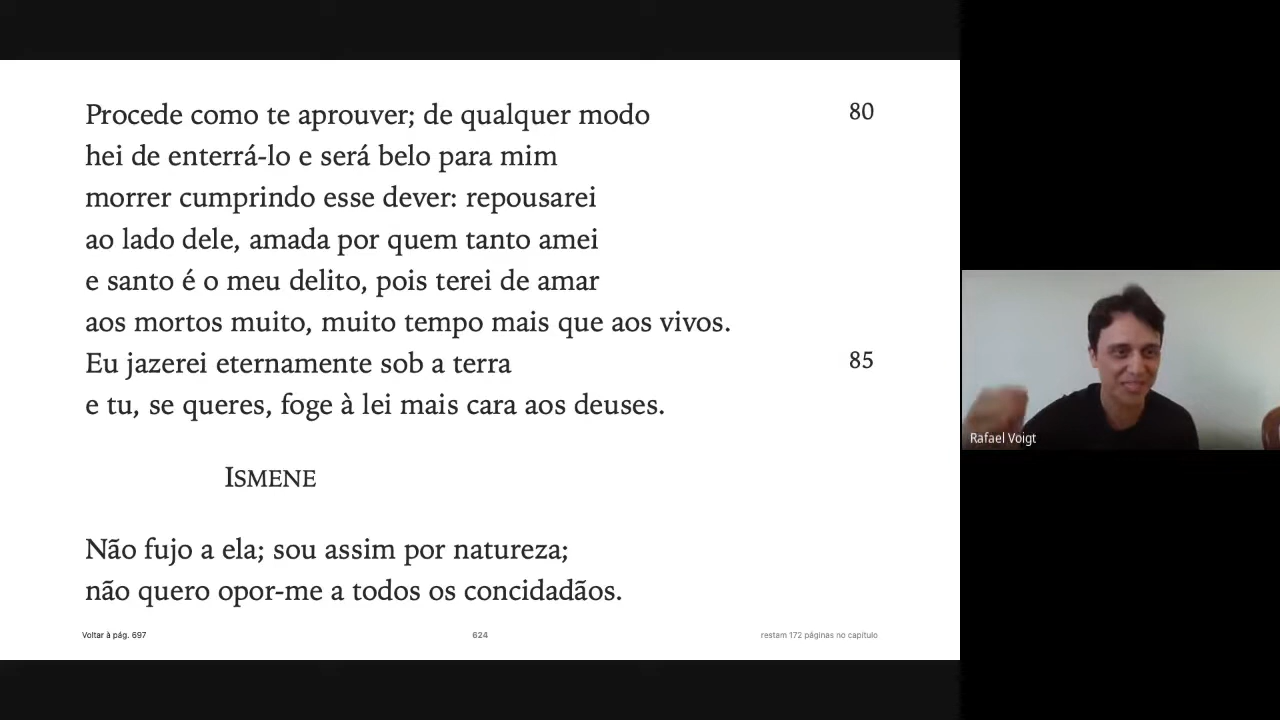 Procede como te aprouver; de qualquer modo 80
hei de enterrá-lo e será belo para mim
morrer cumprindo esse dever: repousarei
ao lado dele, amada por quem tanto amei
e santo é o meu delito, pois terei de amar
aos mortos muito, muito tempo mais que aos vivos.
Eu jazerei eternamente sob a terra 85
e tu, se queres, foge à lei mais cara aos deuses.
ISMENE
Não fujo a ela; sou assim por natureza;
não quero opor-me a todos os concidadãos.
Voltar à pág. 697 624 restam 172 páginas no capítulo
Rafael Voigt